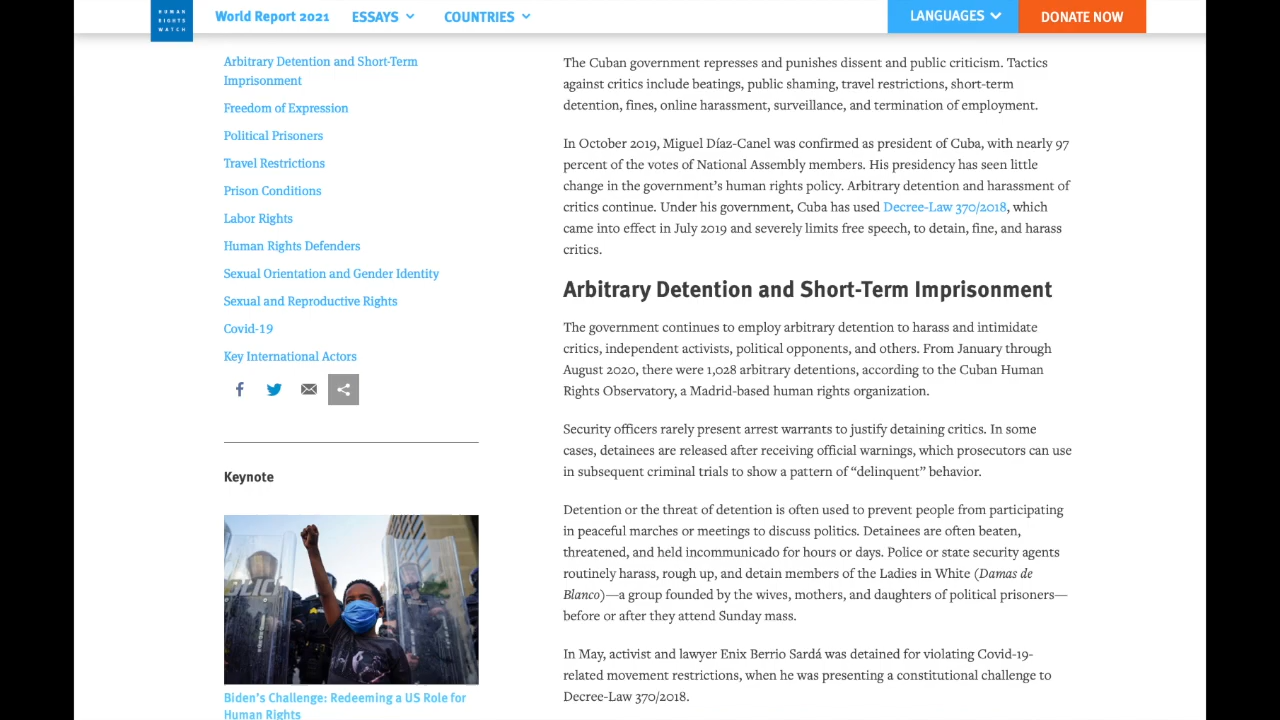 HUMAN
RIGHTS
WATCH
World Report 2021
ESSAYS
COUNTRIES
LANGUAGES
DONATE NOW
Arbitrary Detention and Short-Term
Imprisonment
Freedom of Expression
Political Prisoners
Travel Restrictions
Prison Conditions
Labor Rights
Human Rights Defenders
Sexual Orientation and Gender Identity
Sexual and Reproductive Rights
Covid-19
Key International Actors
Keynote
Biden's Challenge: Redeeming a US Role for
Human Rights
The Cuban government represses and punishes dissent and public criticism. Tactics
against critics include beatings, public shaming, travel restrictions, short-term
detention, fines, online harassment, surveillance, and termination of employment.
In October 2019, Miguel Díaz-Canel was confirmed as president of Cuba, with nearly 97
percent of the votes of National Assembly members. His presidency has seen little
change in the government's human rights policy. Arbitrary detention and harassment of
critics continue. Under his government, Cuba has used Decree-Law 370/2018, which
came into effect in July 2019 and severely limits free speech, to detain, fine, and harass
critics.
Arbitrary Detention and Short-Term Imprisonment
The government continues to employ arbitrary detention to harass and intimidate
critics, independent activists, political opponents, and others. From January through
August 2020, there were 1,028 arbitrary detentions, according to the Cuban Human
Rights Observatory, a Madrid-based human rights organization.
Security officers rarely present arrest warrants to justify detaining critics. In some
cases, detainees are released after receiving official warnings, which prosecutors can use
in subsequent criminal trials to show a pattern of “delinquent” behavior.
Detention or the threat of detention is often used to prevent people from participating
in peaceful marches or meetings to discuss politics. Detainees are often beaten,
threatened, and held incommunicado for hours or days. Police or state security agents
routinely harass, rough up, and detain members of the Ladies in White (Damas de
Blanco)—a group founded by the wives, mothers, and daughters of political prisoners—
before or after they attend Sunday mass.
In May, activist and lawyer Enix Berrio Sardá was detained for violating Covid-19-
related movement restrictions, when he was presenting a constitutional challenge to
Decree-Law 370/2018.